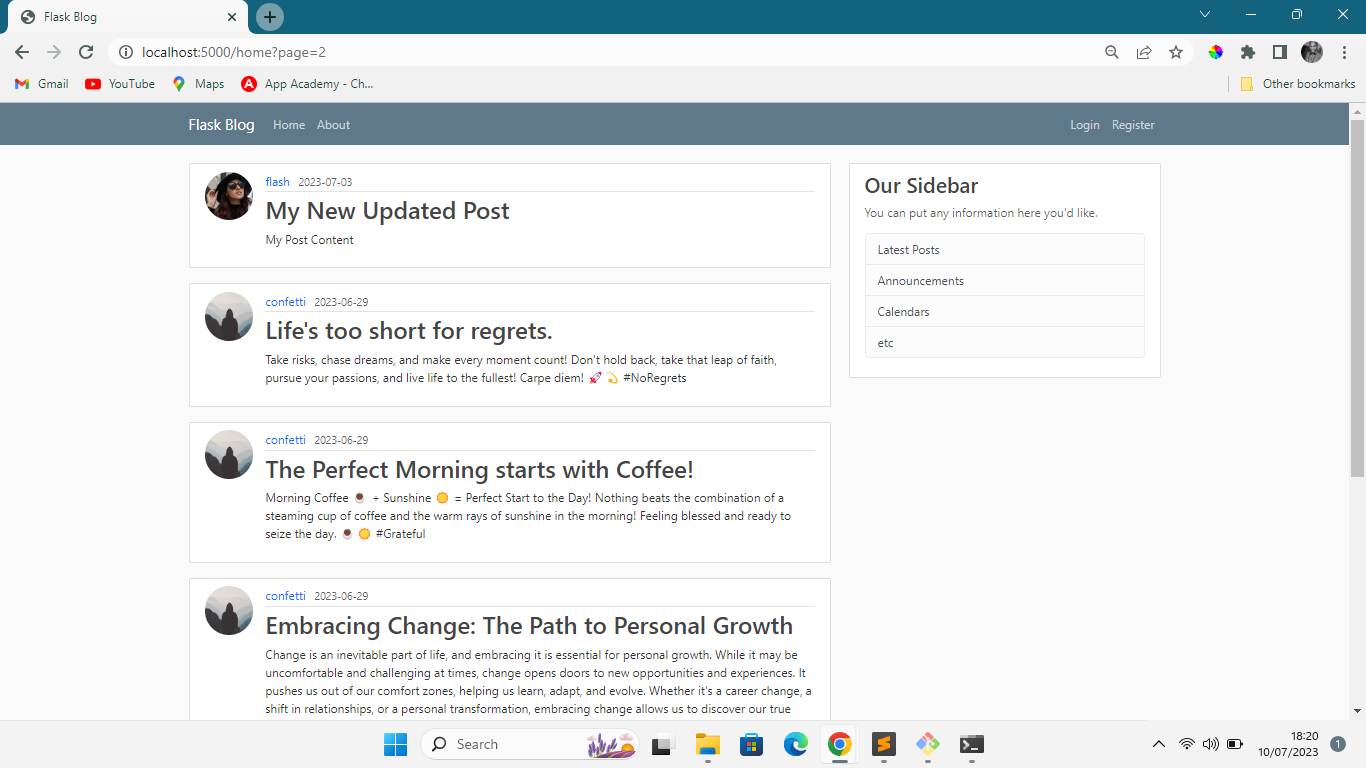 Flask Blog
localhost:5000/home?page=2
Gmail
YouTube
Maps
App Academy - Ch...
Other bookmarks
Flask Blog
Home
About
Login
Register
flash 2023-07-03
My New Updated Post
My Post Content
confetti 2023-06-29
Life's too short for regrets.
Take risks, chase dreams, and make every moment count! Don't hold back, take that leap of faith,
pursue your passions, and live life to the fullest! Carpe diem! 🚀 💫 #NoRegrets
confetti 2023-06-29
The Perfect Morning starts with Coffee!
Morning Coffee ☕ + Sunshine ☀️ = Perfect Start to the Day! Nothing beats the combination of a
steaming cup of coffee and the warm rays of sunshine in the morning! Feeling blessed and ready to
seize the day. ☕ ☀️ #Grateful
confetti 2023-06-29
Embracing Change: The Path to Personal Growth
Change is an inevitable part of life, and embracing it is essential for personal growth. While it may be
uncomfortable and challenging at times, change opens doors to new opportunities and experiences. It
pushes us out of our comfort zones, helping us learn, adapt, and evolve. Whether it's a career change, a
shift in relationships, or a personal transformation, embracing change allows us to discover our true
Our Sidebar
You can put any information here you'd like.
Latest Posts
Announcements
Calendars
etc
Search
18:20
10/07/2023
1